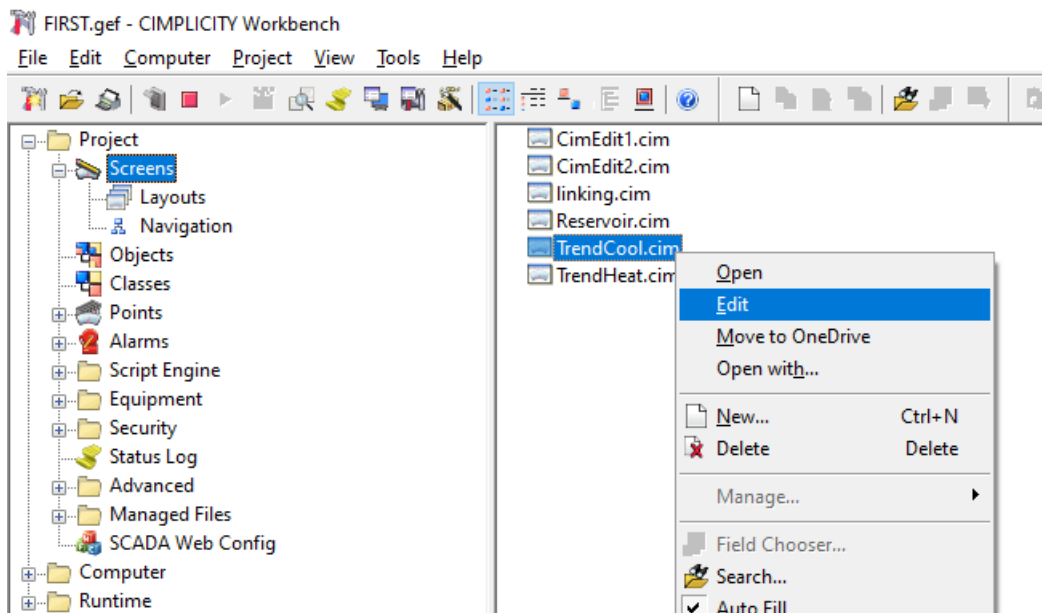 FIRST.gef - CIMPLICITY Workbench
File Edit Computer Project View Tools Help
Project
Screens
Layouts
Navigation
Objects
Classes
Points
Alarms
Script Engine
Equipment
Security
Status Log
Advanced
Managed Files
SCADA Web Config
Computer
Runtime
CimEdit1.cim
CimEdit2.cim
linking.cim
Reservoir.cim
TrendCool.cim
TrendHeat.cim
Open
Edit
Move to OneDrive
Open with...
New... Ctrl+N
Delete Delete
Manage...
Field Chooser...
Search...
Auto Fill